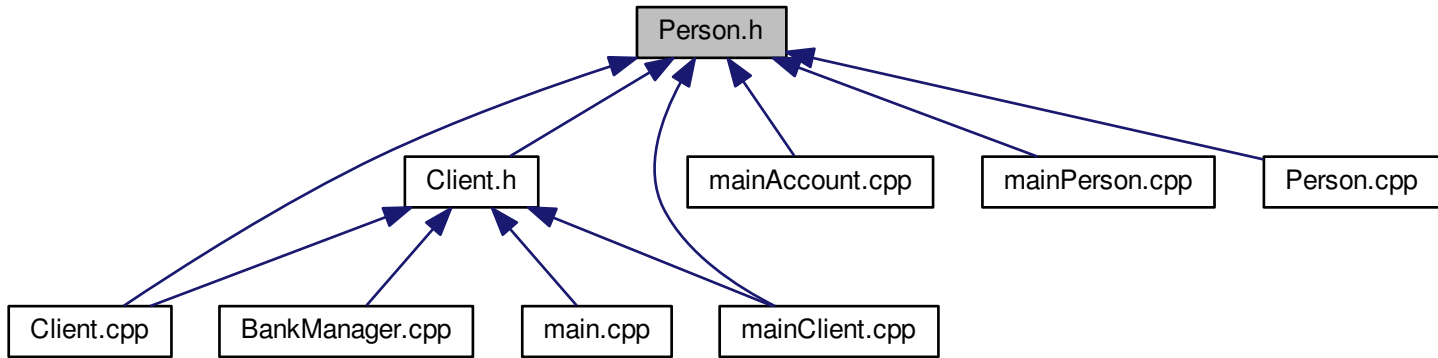 Person.h
Client.h
mainAccount.cpp
mainPerson.cpp
Person.cpp
Client.cpp
BankManager.cpp
main.cpp
mainClient.cpp